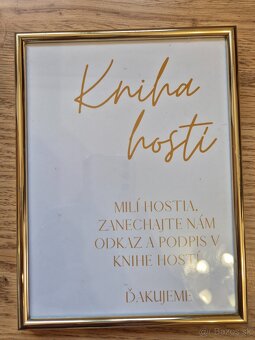 Kniha
hostí
MILÍ HOSTIA,
ZANECHAJTE NÁM
ODKAZ A PODPIS V
KNIHE HOSTÍ.
ĎAKUJEME